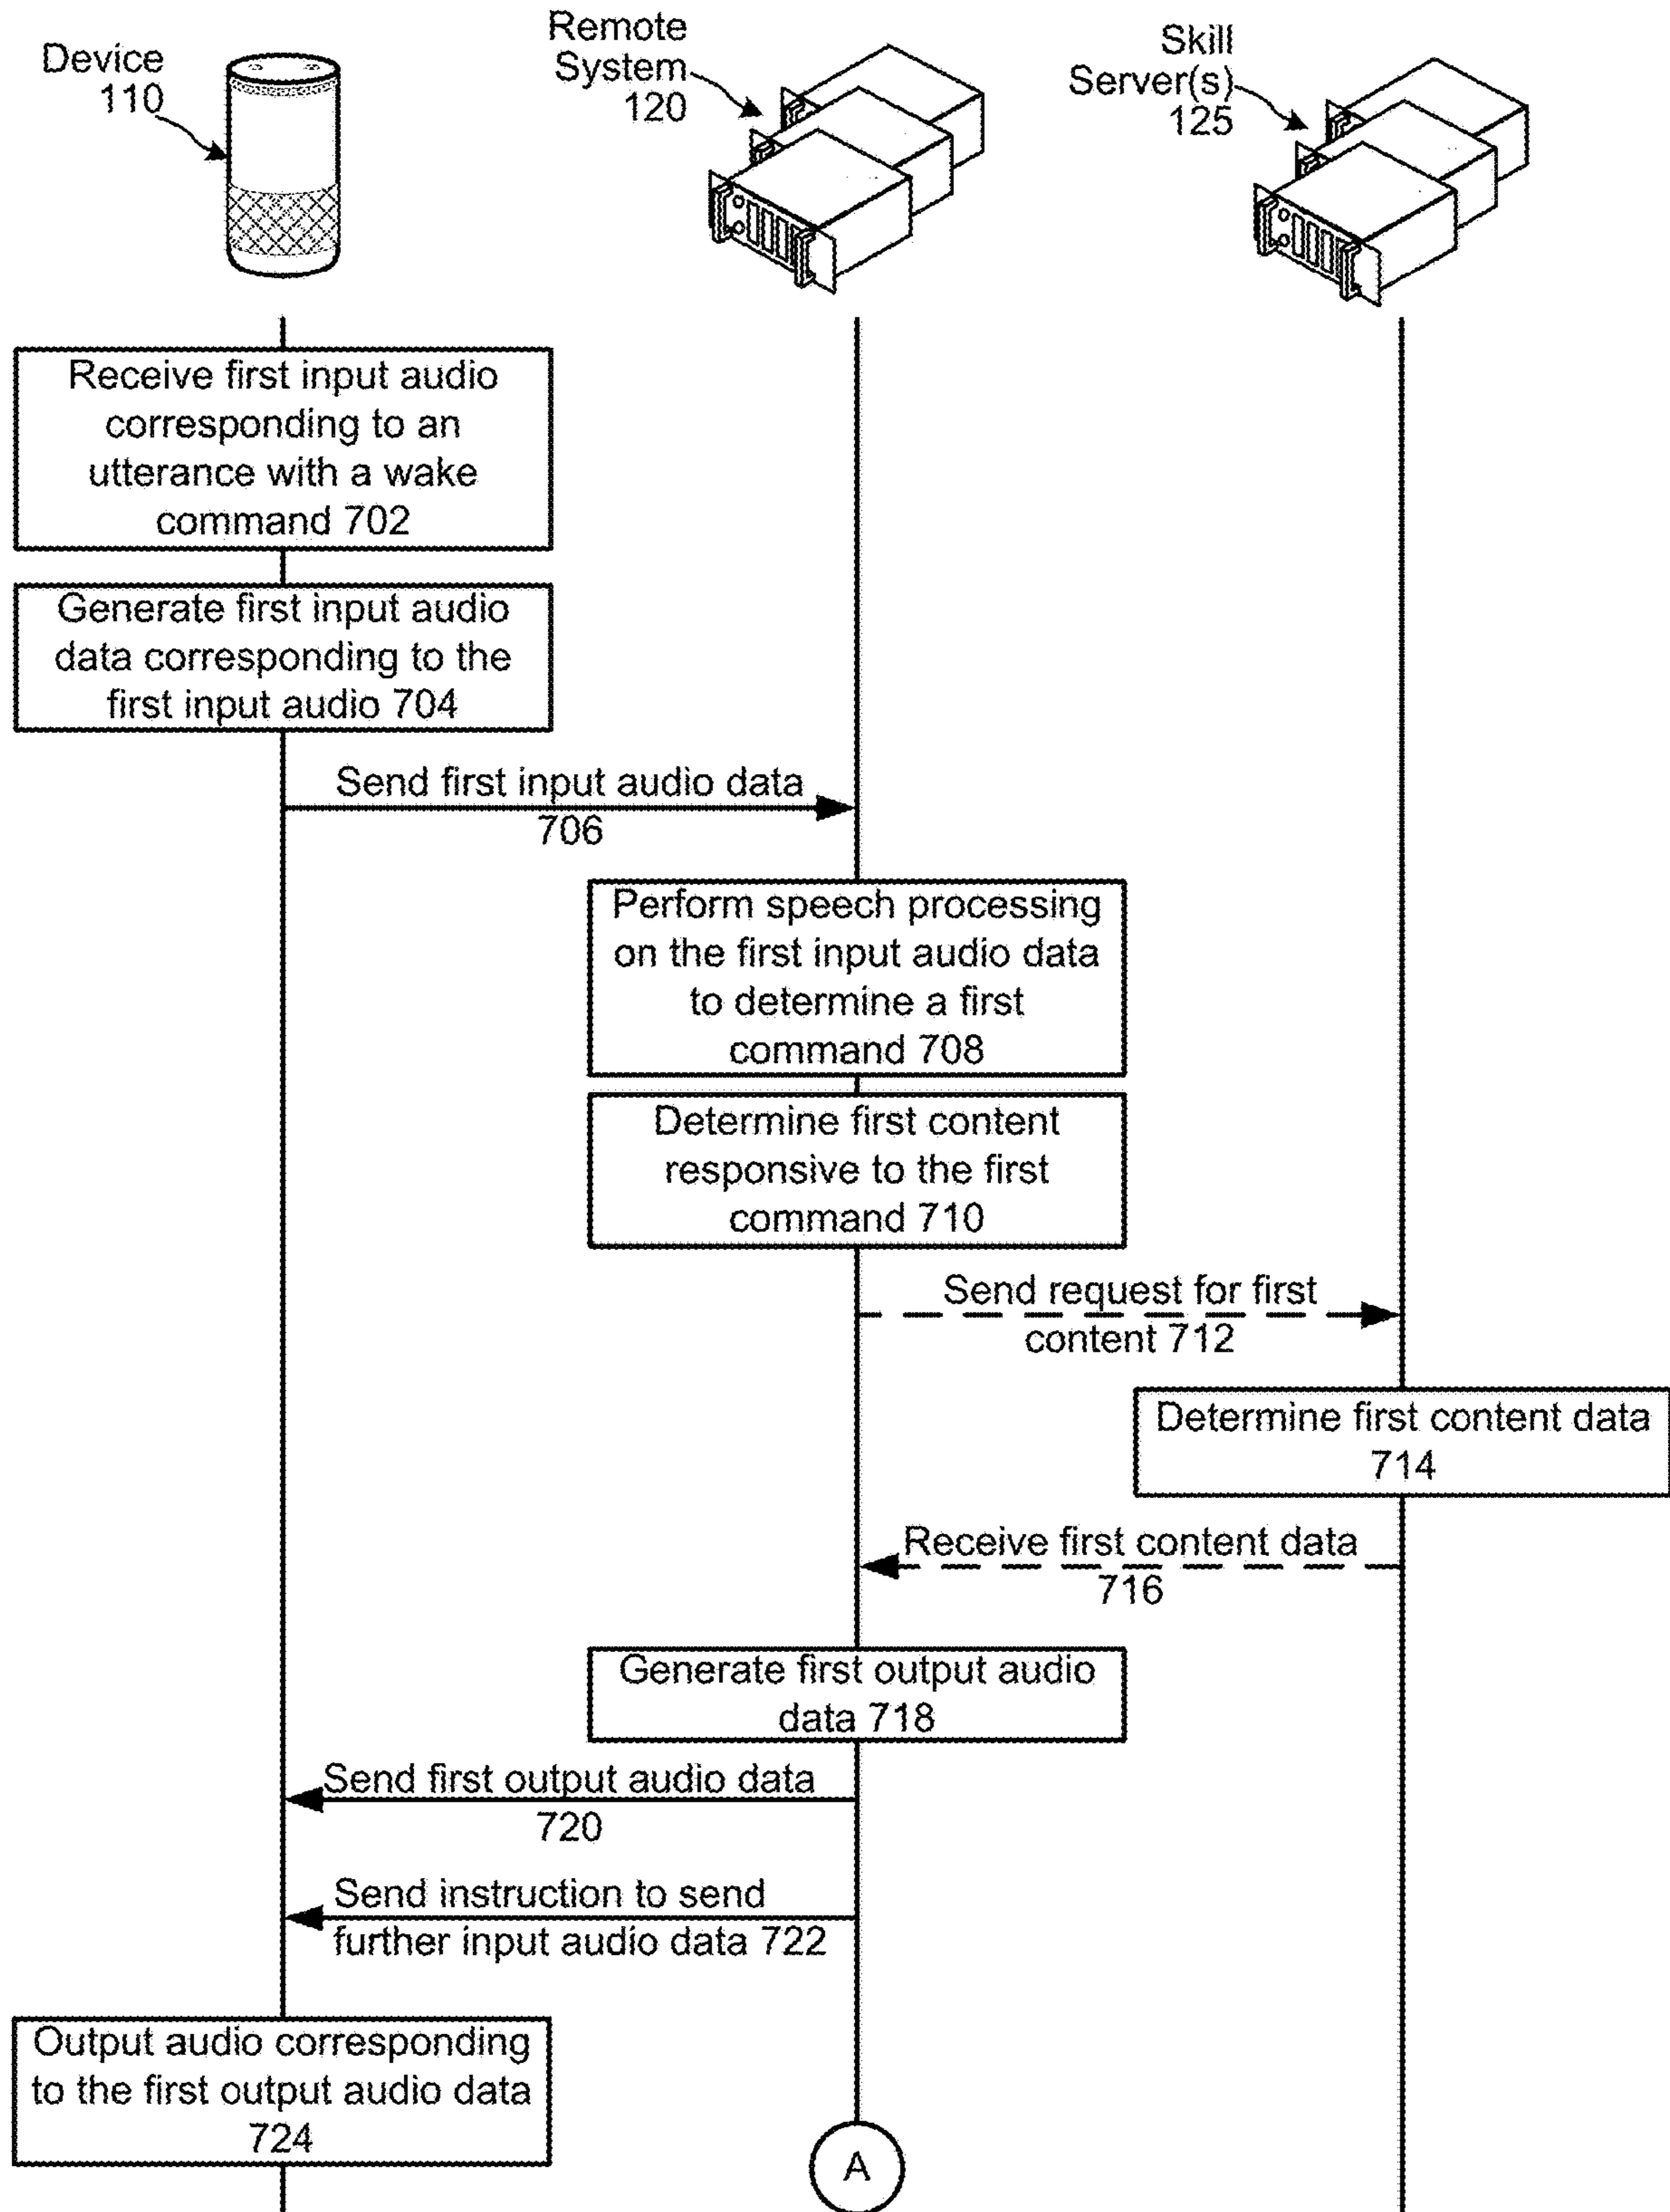 Device
110
Remote
System
120
Skill
Server(s)
125
Receive first input audio
corresponding to an
utterance with a wake
command 702
Generate first input audio
data corresponding to the
first input audio 704
Send first input audio data
706
Perform speech processing
on the first input audio data
to determine a first
command 708
Determine first content
responsive to the first
command 710
Send request for first
content 712
Determine first content data
714
Receive first content data
716
Generate first output audio
data 718
Send first output audio data
720
Send instruction to send
further input audio data 722
Output audio corresponding
to the first output audio data
724
A